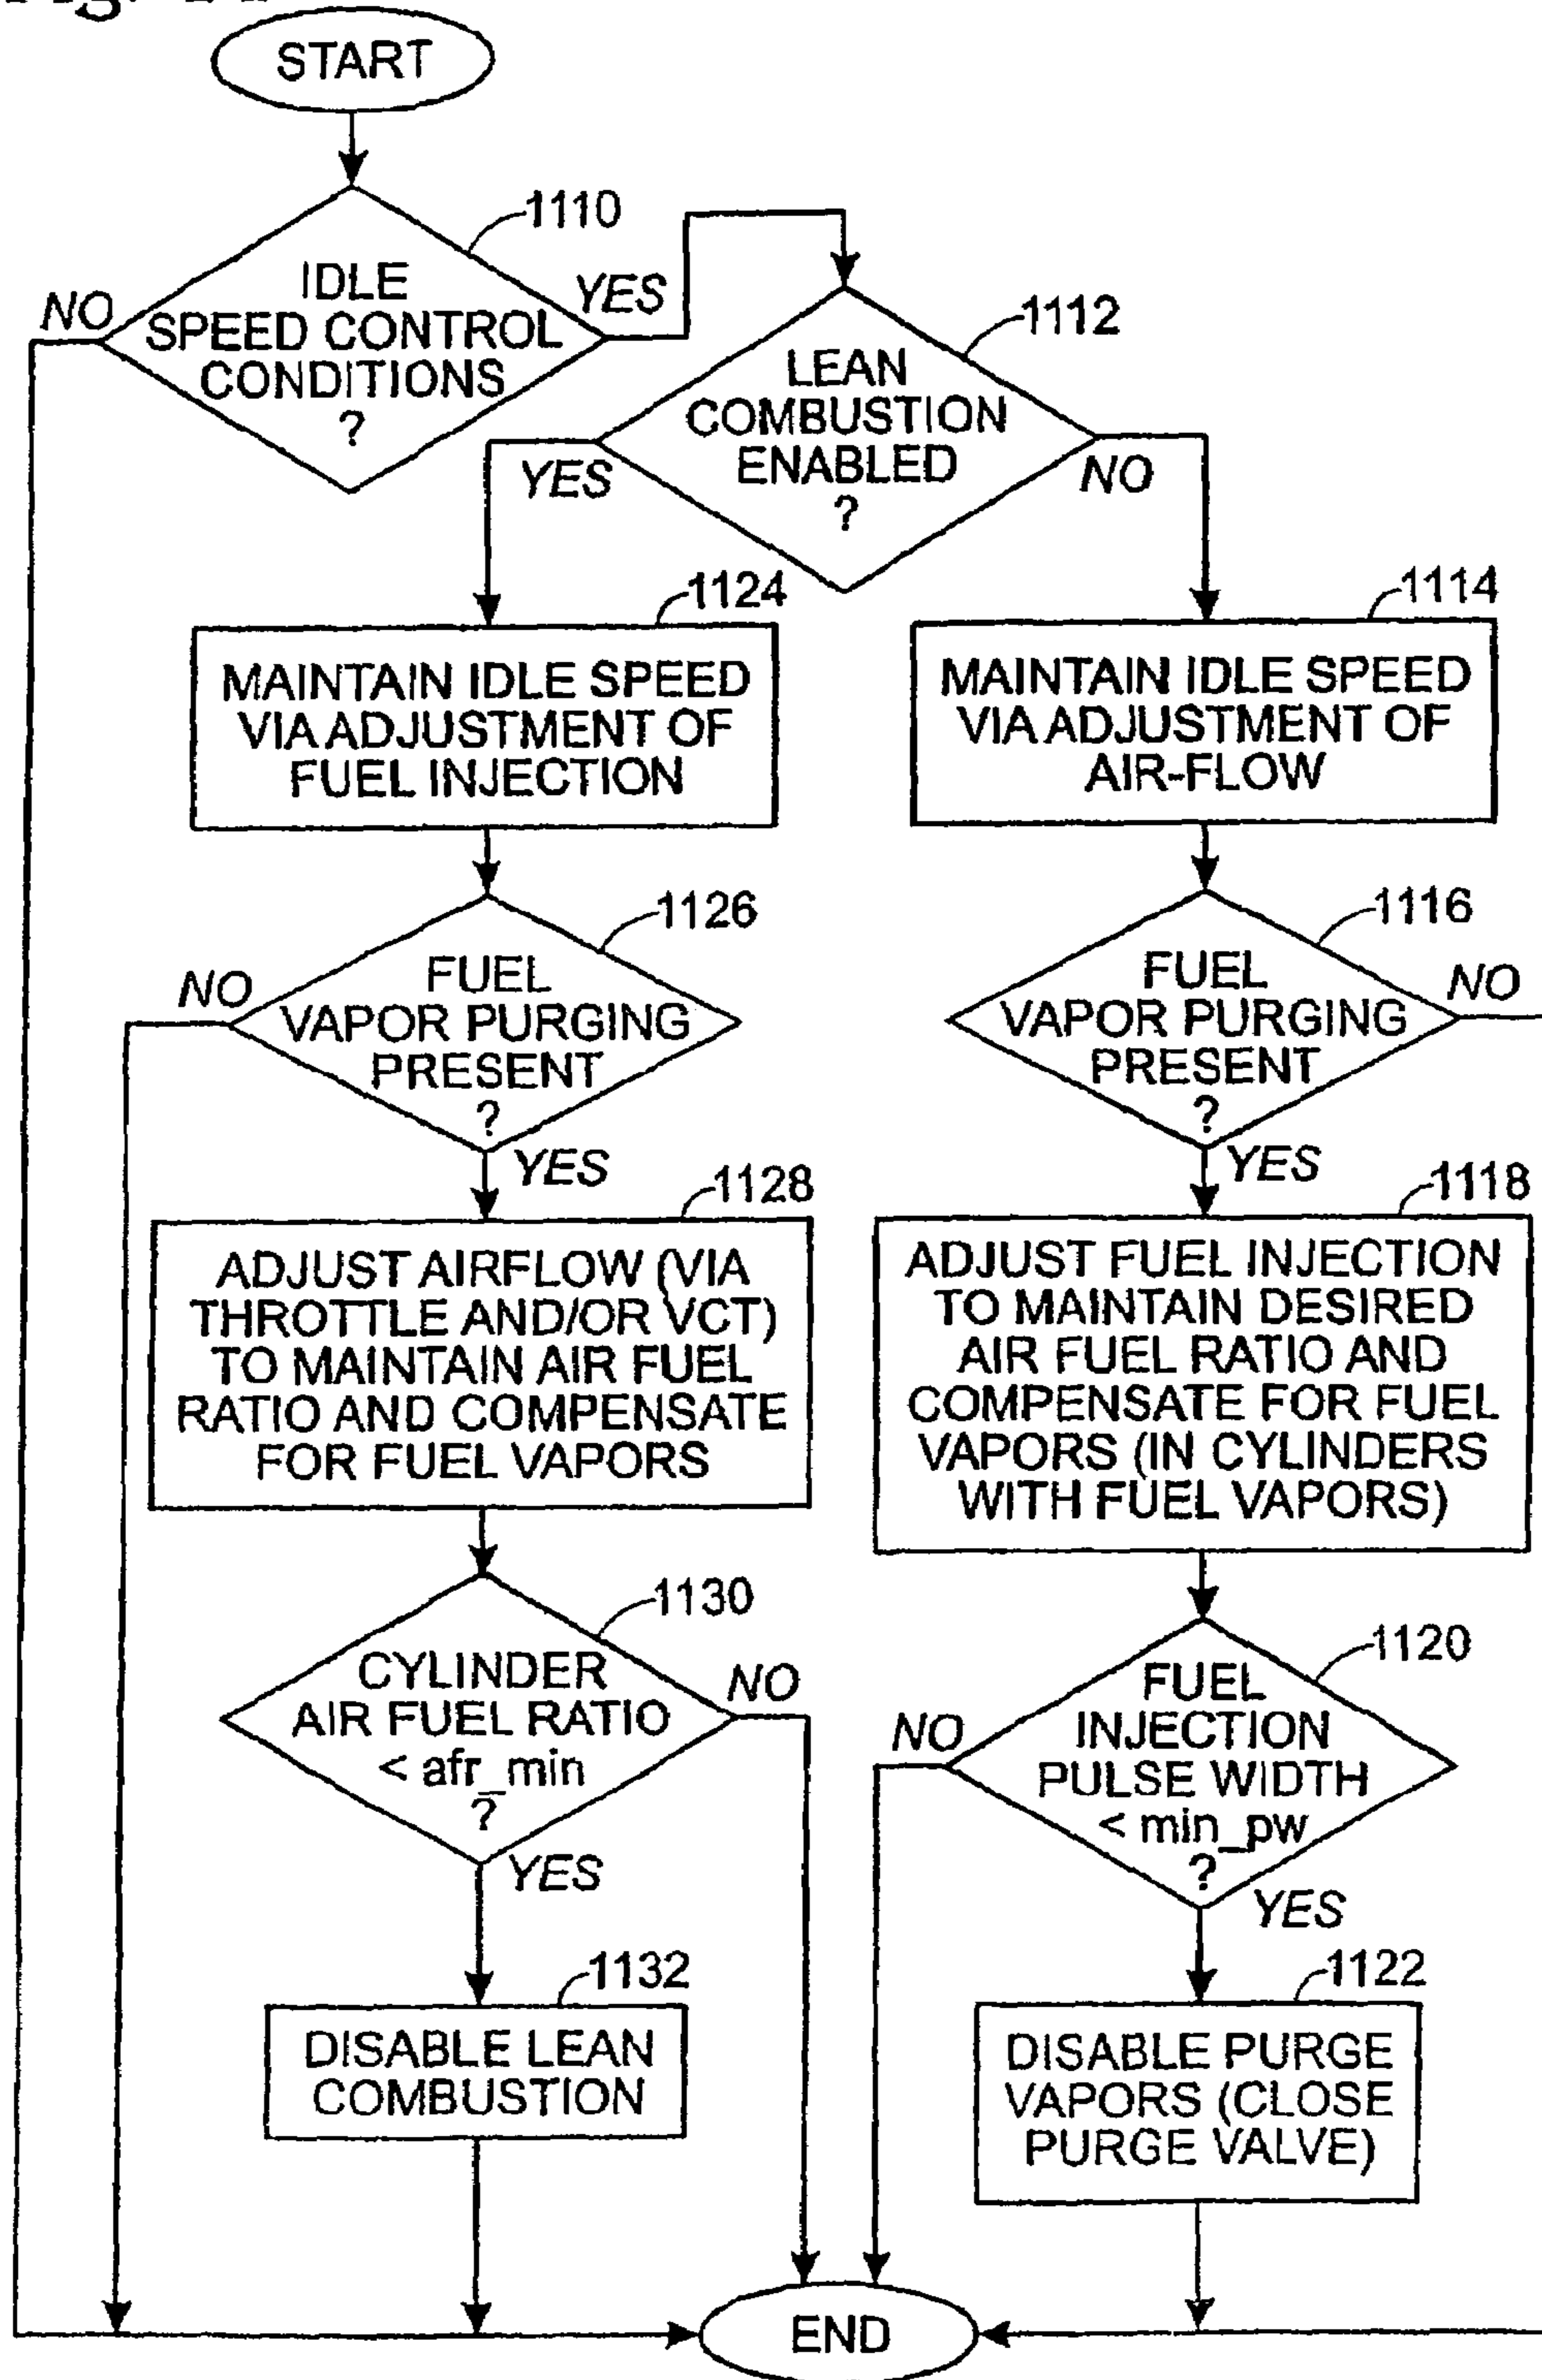 START
1110
IDLE
SPEED CONTROL
CONDITIONS
?
NO
YES
1112
LEAN
COMBUSTION
ENABLED
?
YES
NO
1124
MAINTAIN IDLE SPEED
VIA ADJUSTMENT OF
FUEL INJECTION
1114
MAINTAIN IDLE SPEED
VIA ADJUSTMENT OF
AIR-FLOW
1126
FUEL
VAPOR PURGING
PRESENT
?
NO
YES
1116
FUEL
VAPOR PURGING
PRESENT
?
NO
YES
1128
ADJUST AIRFLOW (VIA
THROTTLE AND/OR VCT)
TO MAINTAIN AIR FUEL
RATIO AND COMPENSATE
FOR FUEL VAPORS
1118
ADJUST FUEL INJECTION
TO MAINTAIN DESIRED
AIR FUEL RATIO AND
COMPENSATE FOR FUEL
VAPORS (IN CYLINDERS
WITH FUEL VAPORS)
1130
CYLINDER
AIR FUEL RATIO
< afr_min
?
NO
YES
1120
FUEL
INJECTION
PULSE WIDTH
< min_pw
?
NO
YES
1132
DISABLE LEAN
COMBUSTION
1122
DISABLE PURGE
VAPORS (CLOSE
PURGE VALVE)
END